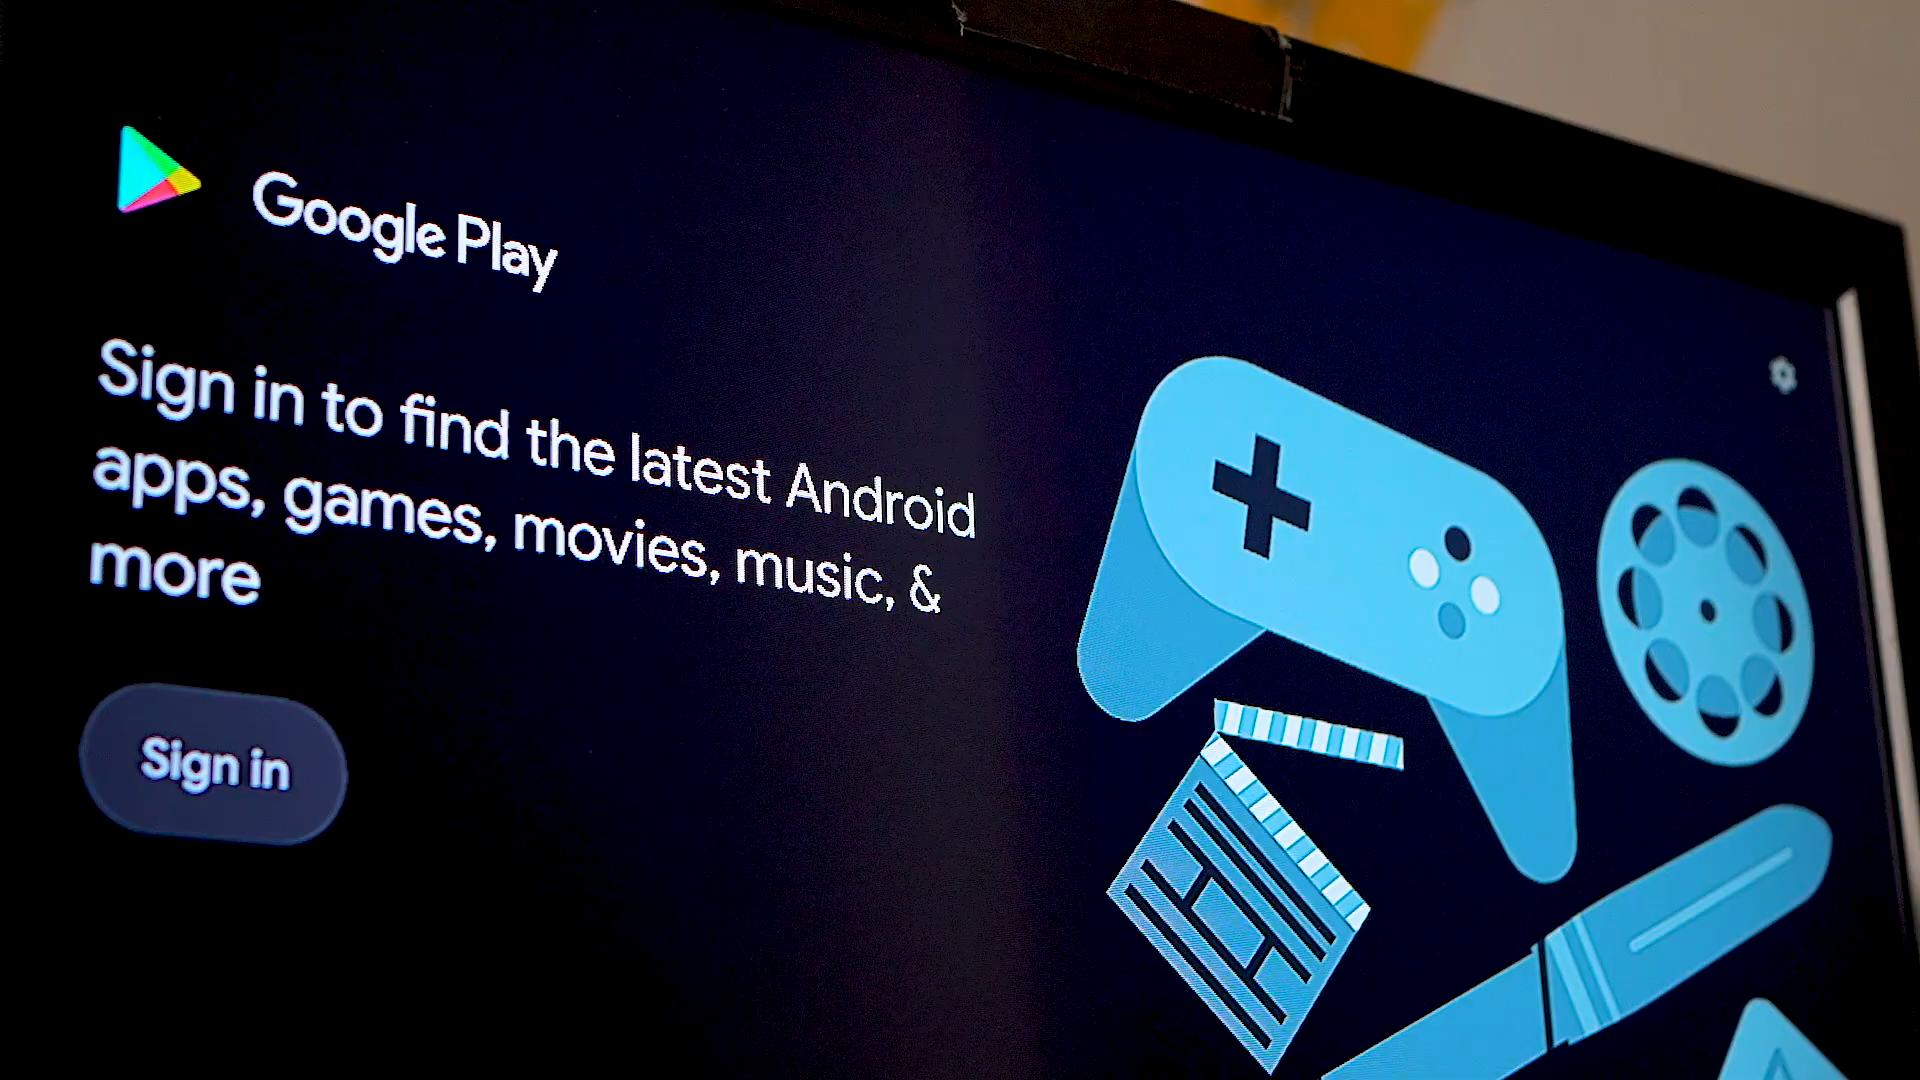 Google Play
Sign in to find the latest Android
apps, games, movies, music, &
more
Sign in